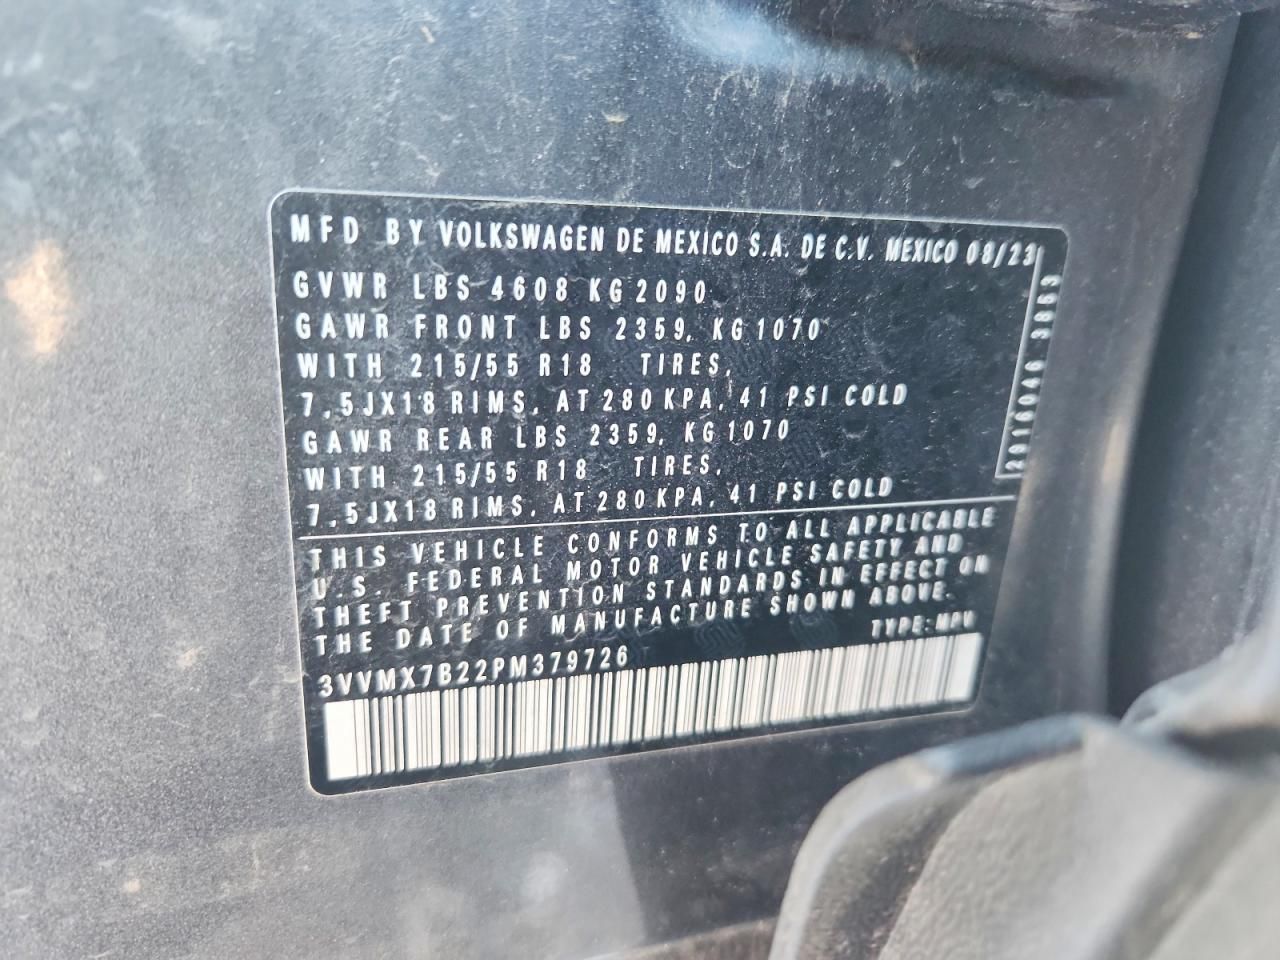 MFD BY VOLKSWAGEN DE MEXICO S.A. DE C.V. MEXICO 08/23
GVWR LBS 4608 KG 2090
GAWR FRONT LBS 2359, KG 1070
WITH 215/55 R18 TIRES,
7,5JX18 RIMS, AT 280 KPA, 41 PSI COLD
GAWR REAR LBS 2359, KG 1070
WITH 215/55 R18 TIRES,
7,5JX18 RIMS, AT 280 KPA, 41 PSI COLD
2916046 3869
THIS VEHICLE CONFORMS TO ALL APPLICABLE
U.S. FEDERAL MOTOR VEHICLE SAFETY AND
THEFT PREVENTION STANDARDS IN EFFECT ON
THE DATE OF MANUFACTURE SHOWN ABOVE.
TYPE: MPV
3VVMX7B22PM379726